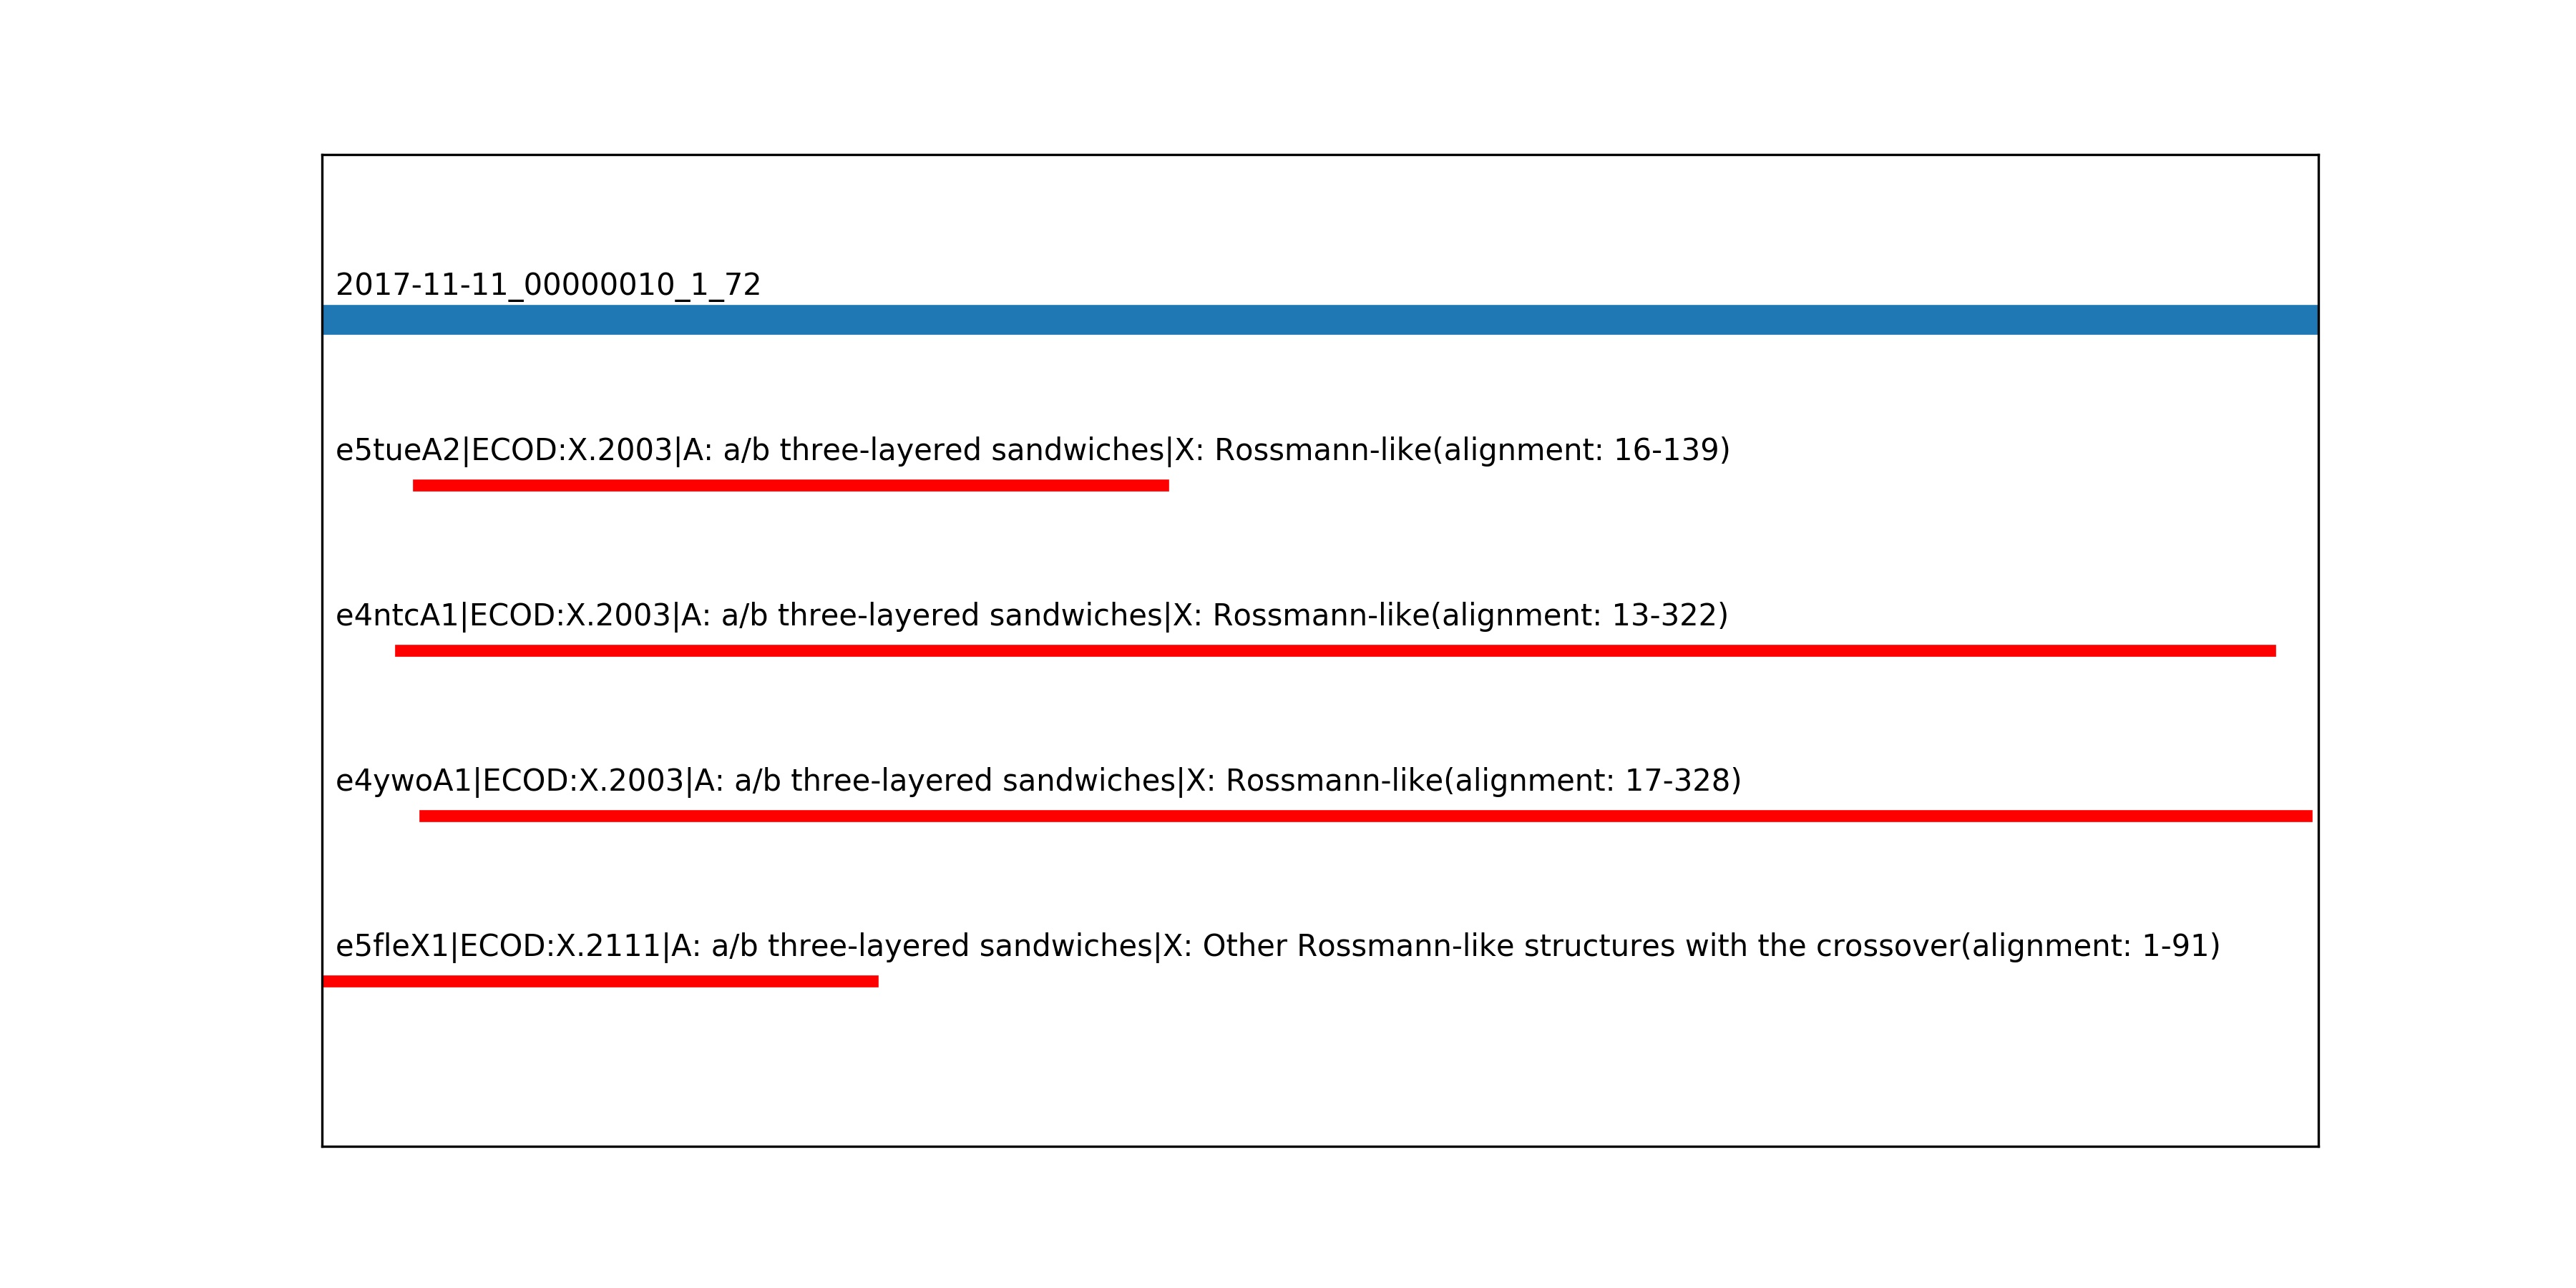 2017-11-11_00000010_1_72
e5tueA2|ECOD:X.2003|A: a/b three-layered sandwiches|X: Rossmann-like(alignment: 16-139)
e4ntcA1|ECOD:X.2003|A: a/b three-layered sandwiches|X: Rossmann-like(alignment: 13-322)
e4ywoA1|ECOD:X.2003|A: a/b three-layered sandwiches|X: Rossmann-like(alignment: 17-328)
e5fleX1|ECOD:X.2111|A: a/b three-layered sandwiches|X: Other Rossmann-like structures with the crossover(alignment: 1-91)